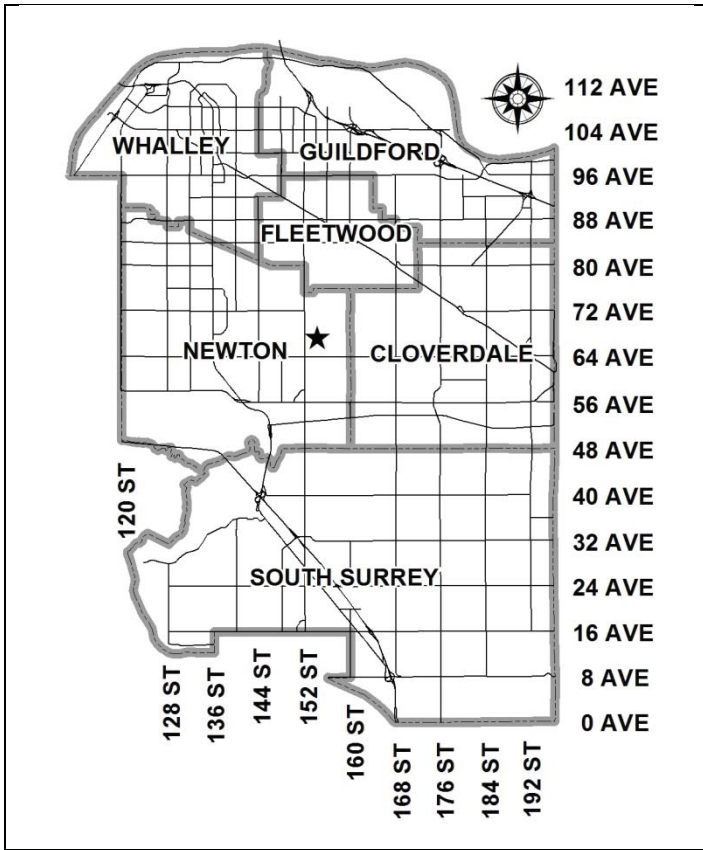 112 AVE
104 AVE
WHALLEY
GUILDFORD
96 AVE
88 AVE
FLEETWOOD
80 AVE
72 AVE
NEWTON
CLOVERDALE
64 AVE
56 AVE
48 AVE
120 ST
40 AVE
32 AVE
SOUTH SURREY
24 AVE
16 AVE
128 ST
136 ST
144 ST
152 ST
8 AVE
160 ST
0 AVE
168 ST
176 ST
184 ST
192 ST